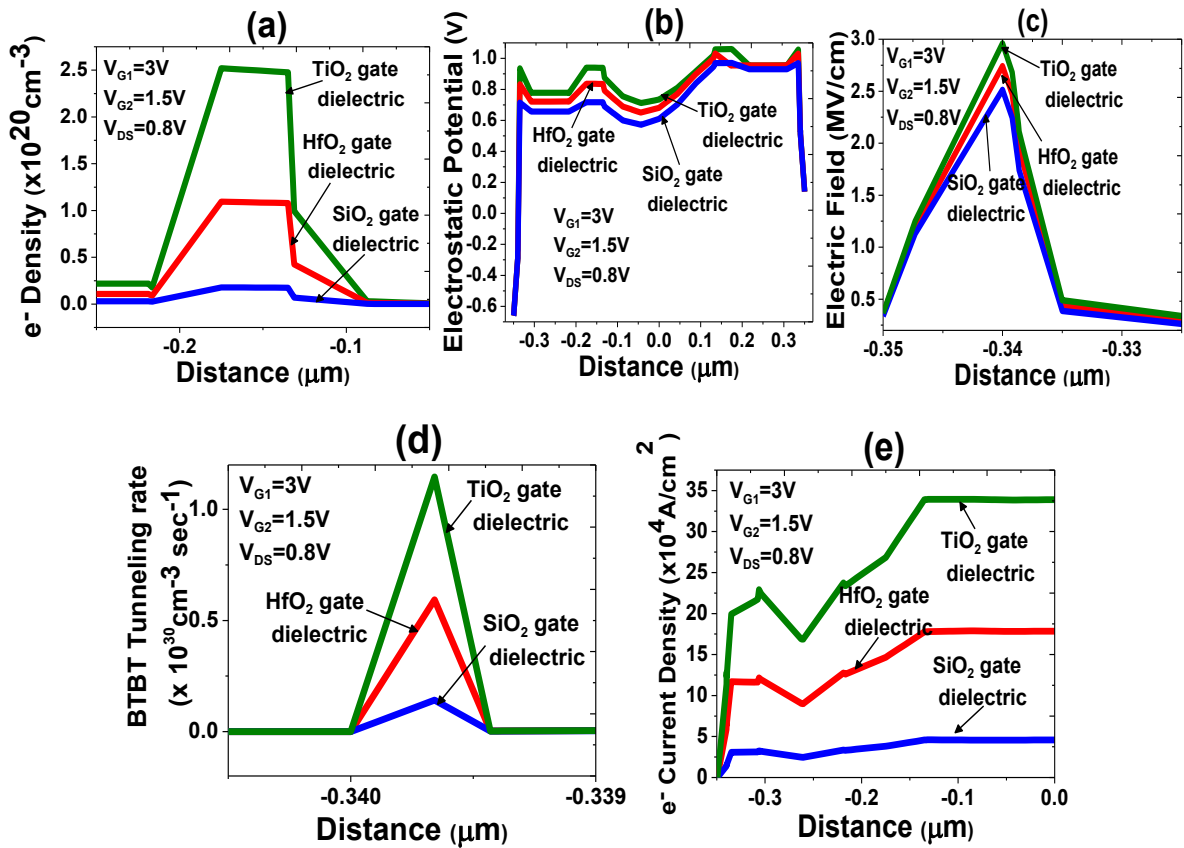 (a)
e⁻ Density (x10²⁰cm⁻³)
2.5
2.0
1.5
1.0
0.5
0.0
V_G1=3V
V_G2=1.5V
V_DS=0.8V
TiO₂ gate
dielectric
HfO₂ gate
dielectric
SiO₂ gate
dielectric
-0.2
-0.1
Distance (μm)
(b)
Electrostatic Potential (v)
1.0
0.8
0.6
0.4
0.2
0.0
-0.2
-0.4
-0.6
HfO₂ gate
dielectric
TiO₂ gate
dielectric
SiO₂ gate
dielectric
V_G1=3V
V_G2=1.5V
V_DS=0.8V
-0.3 -0.2 -0.1 0.0 0.1 0.2 0.3
Distance (μm)
(c)
Electric Field (MV/cm)
3.0
2.5
2.0
1.5
1.0
0.5
V_G1=3V
V_G2=1.5V
V_DS=0.8V
TiO₂ gate
dielectric
HfO₂ gate
dielectric
SiO₂ gate
dielectric
-0.35
-0.34
-0.33
Distance (μm)
(d)
BTBT Tunneling rate
(x 10³⁰cm⁻³ sec⁻¹)
1.0
0.5
0.0
V_G1=3V
V_G2=1.5V
V_DS=0.8V
TiO₂ gate
dielectric
HfO₂ gate
dielectric
SiO₂ gate
dielectric
-0.340
-0.339
Distance (μm)
(e)
e⁻ Current Density (x10⁴A/cm²
35
30
25
20
15
10
5
0
V_G1=3V
V_G2=1.5V
V_DS=0.8V
TiO₂ gate
dielectric
HfO₂ gate
dielectric
SiO₂ gate
dielectric
-0.3
-0.2
-0.1
0.0
Distance (μm)